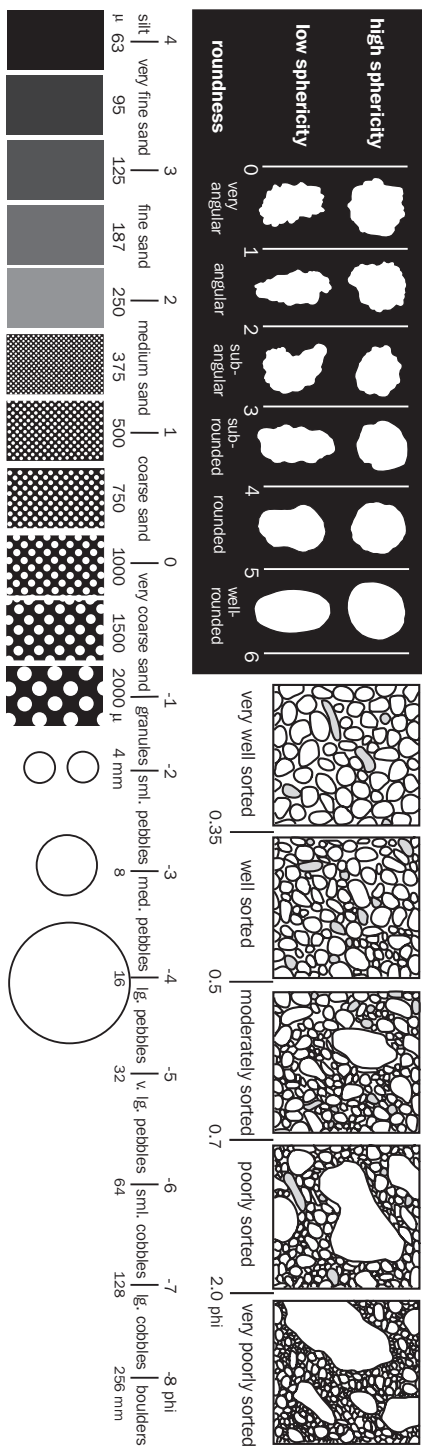 high sphericity
low sphericity
roundness
0 1 2 3 4 5 6
very angular
angular
sub-angular
sub-rounded
rounded
well-rounded
very well sorted
well sorted
moderately sorted
poorly sorted
very poorly sorted
0.35 0.5 0.7 2.0 phi
4 3 2 1 0 -1 -2 -3 -4 -5 -6 -7 -8 phi
silt very fine sand fine sand medium sand coarse sand very coarse sand granules sml. pebbles med. pebbles lg. pebbles v. lg. pebbles sml. cobbles lg. cobbles boulders
μ 63 95 125 187 250 375 500 750 1000 1500 2000 μ 4 mm 8 16 32 64 128 256 mm